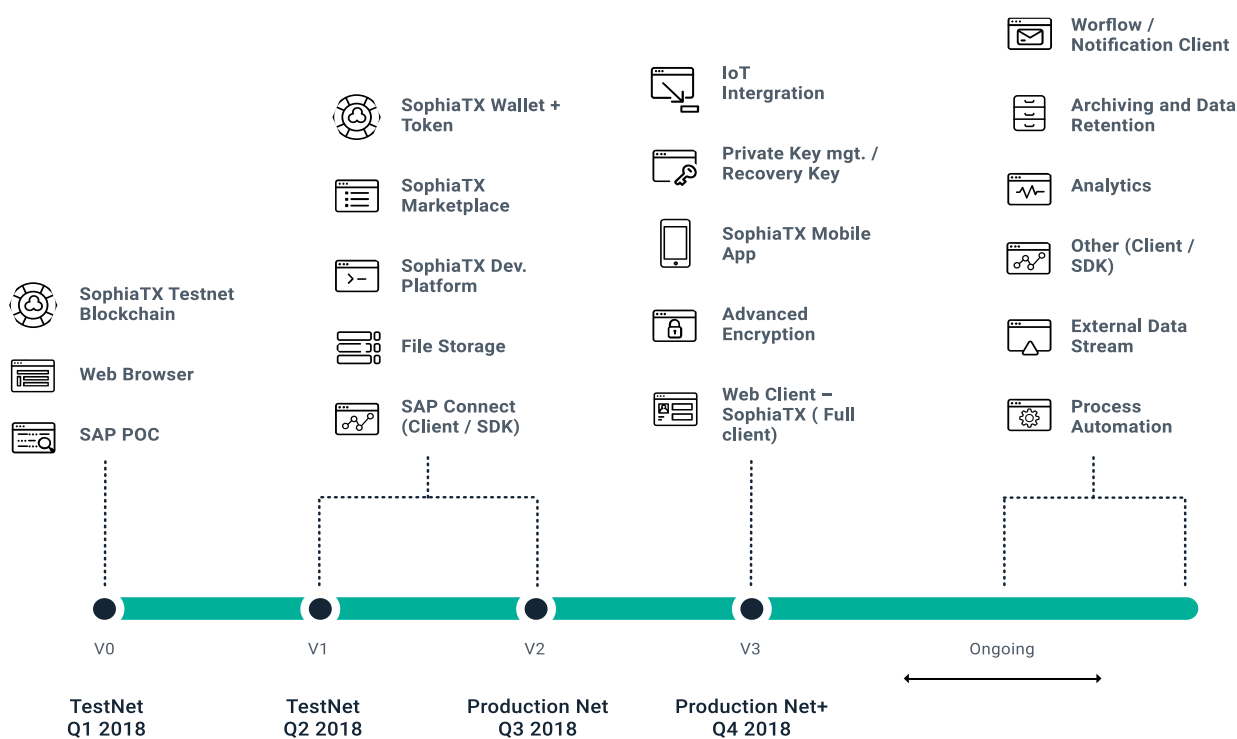 SophiaTX Testnet
Blockchain
Web Browser
SAP POC
SophiaTX Wallet +
Token
SophiaTX
Marketplace
SophiaTX Dev.
Platform
File Storage
SAP Connect
(Client / SDK)
IoT
Intergration
Private Key mgt. /
Recovery Key
SophiaTX Mobile
App
Advanced
Encryption
Web Client –
SophiaTX ( Full
client)
Worflow /
Notification Client
Archiving and Data
Retention
Analytics
Other (Client /
SDK)
External Data
Stream
Process
Automation
V0
V1
V2
V3
Ongoing
TestNet
Q1 2018
TestNet
Q2 2018
Production Net
Q3 2018
Production Net+
Q4 2018